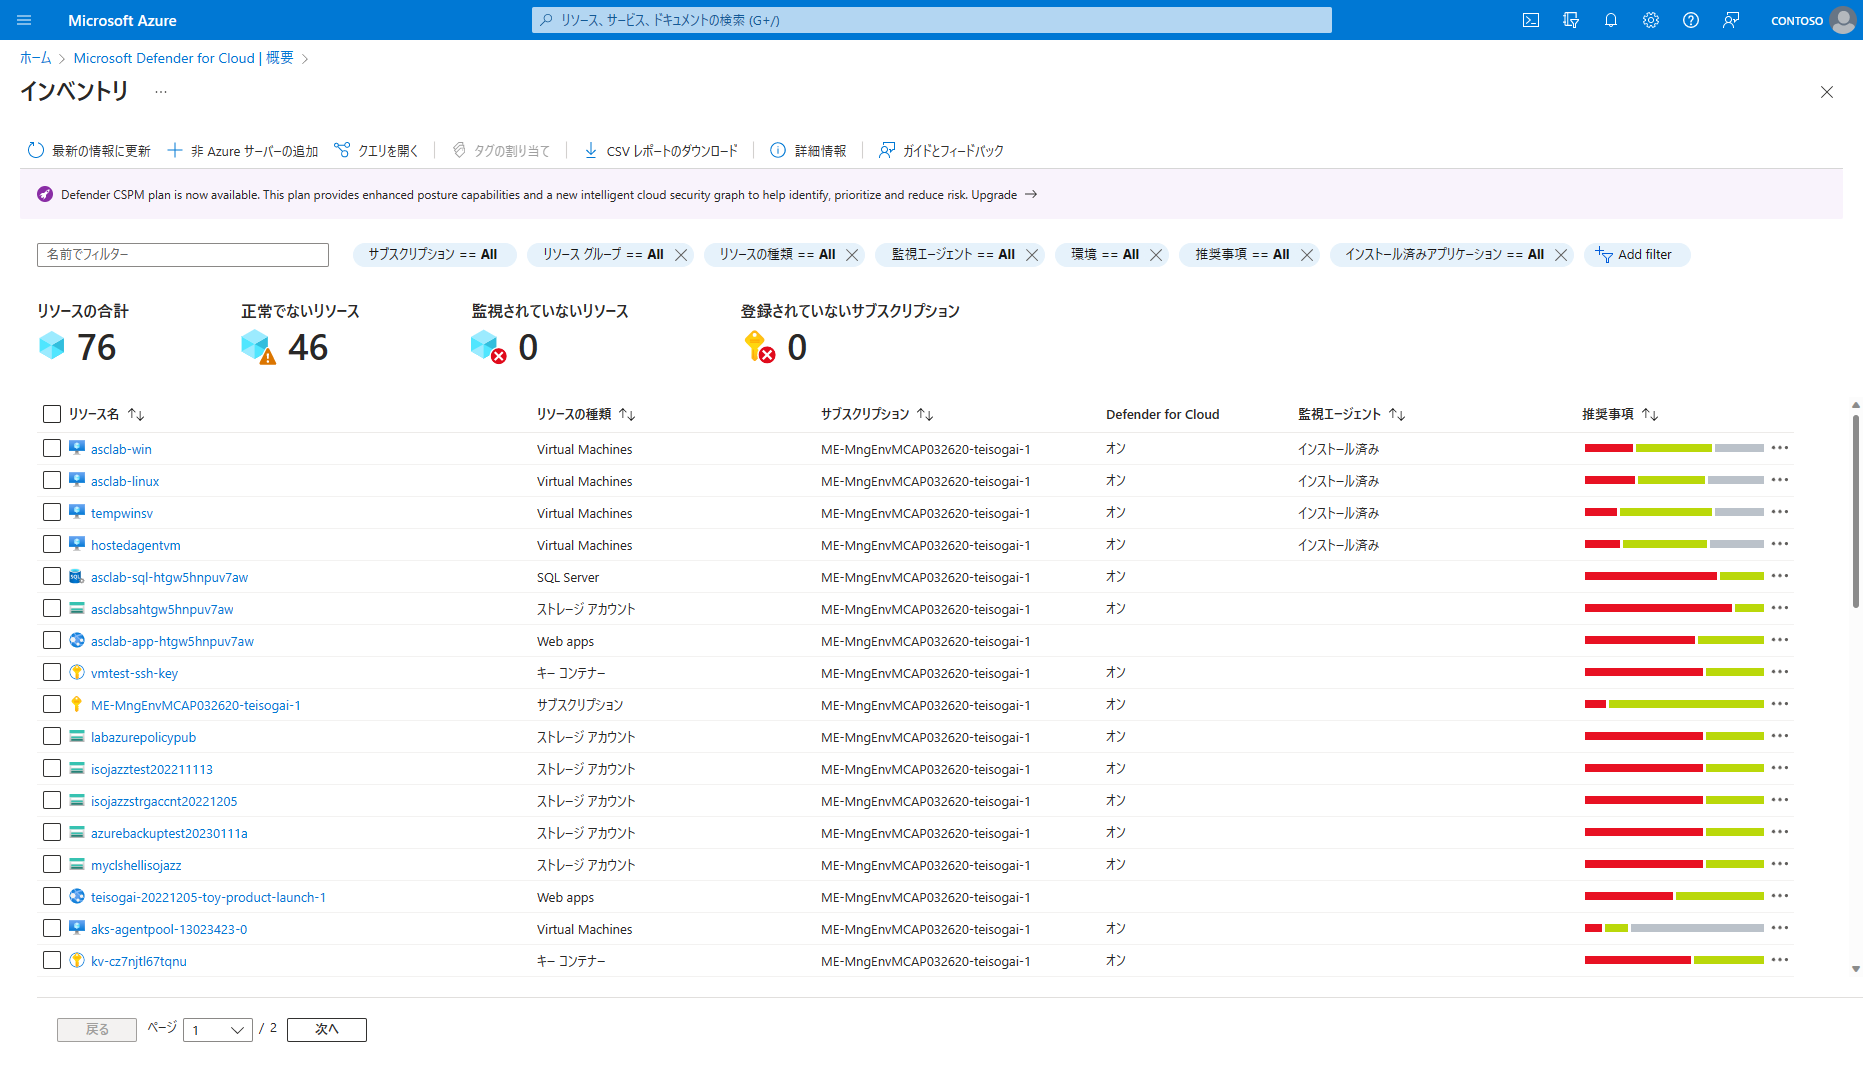 Microsoft Azure
リソース、サービス、ドキュメントの検索 (G+/)
CONTOSO
ホーム > Microsoft Defender for Cloud | 概要 >
インベントリ ...
最新の情報に更新 非 Azure サーバーの追加 クエリを開く タグの割り当て CSV レポートのダウンロード 詳細情報 ガイドとフィードバック
Defender CSPM plan is now available. This plan provides enhanced posture capabilities and a new intelligent cloud security graph to help identify, prioritize and reduce risk. Upgrade →
名前でフィルター サブスクリプション == All リソース グループ == All リソースの種類 == All 監視エージェント == All 環境 == All 推奨事項 == All インストール済みアプリケーション == All Add filter
リソースの合計 正常でないリソース 監視されていないリソース 登録されていないサブスクリプション
76 46 0 0
リソース名 リソースの種類 サブスクリプション Defender for Cloud 監視エージェント 推奨事項
asclab-win Virtual Machines ME-MngEnvMCAP032620-teisogai-1 オン インストール済み
asclab-linux Virtual Machines ME-MngEnvMCAP032620-teisogai-1 オン インストール済み
tempwinsv Virtual Machines ME-MngEnvMCAP032620-teisogai-1 オン インストール済み
hostedagentvm Virtual Machines ME-MngEnvMCAP032620-teisogai-1 オン インストール済み
asclab-sql-htgw5hnpuv7aw SQL Server ME-MngEnvMCAP032620-teisogai-1 オン
asclabsahtgw5hnpuv7aw ストレージ アカウント ME-MngEnvMCAP032620-teisogai-1 オン
asclab-app-htgw5hnpuv7aw Web apps ME-MngEnvMCAP032620-teisogai-1
vmtest-ssh-key キー コンテナー ME-MngEnvMCAP032620-teisogai-1 オン
ME-MngEnvMCAP032620-teisogai-1 サブスクリプション ME-MngEnvMCAP032620-teisogai-1 オン
labazurepolicypub ストレージ アカウント ME-MngEnvMCAP032620-teisogai-1 オン
isojazztest202211113 ストレージ アカウント ME-MngEnvMCAP032620-teisogai-1 オン
isojazzstrgaccnt20221205 ストレージ アカウント ME-MngEnvMCAP032620-teisogai-1 オン
azurebackuptest20230111a ストレージ アカウント ME-MngEnvMCAP032620-teisogai-1 オン
myclshellisojazz ストレージ アカウント ME-MngEnvMCAP032620-teisogai-1 オン
teisogai-20221205-toy-product-launch-1 Web apps ME-MngEnvMCAP032620-teisogai-1
aks-agentpool-13023423-0 Virtual Machines ME-MngEnvMCAP032620-teisogai-1 オン
kv-cz7njtl67tqnu キー コンテナー ME-MngEnvMCAP032620-teisogai-1 オン
戻る ページ 1 / 2 次へ